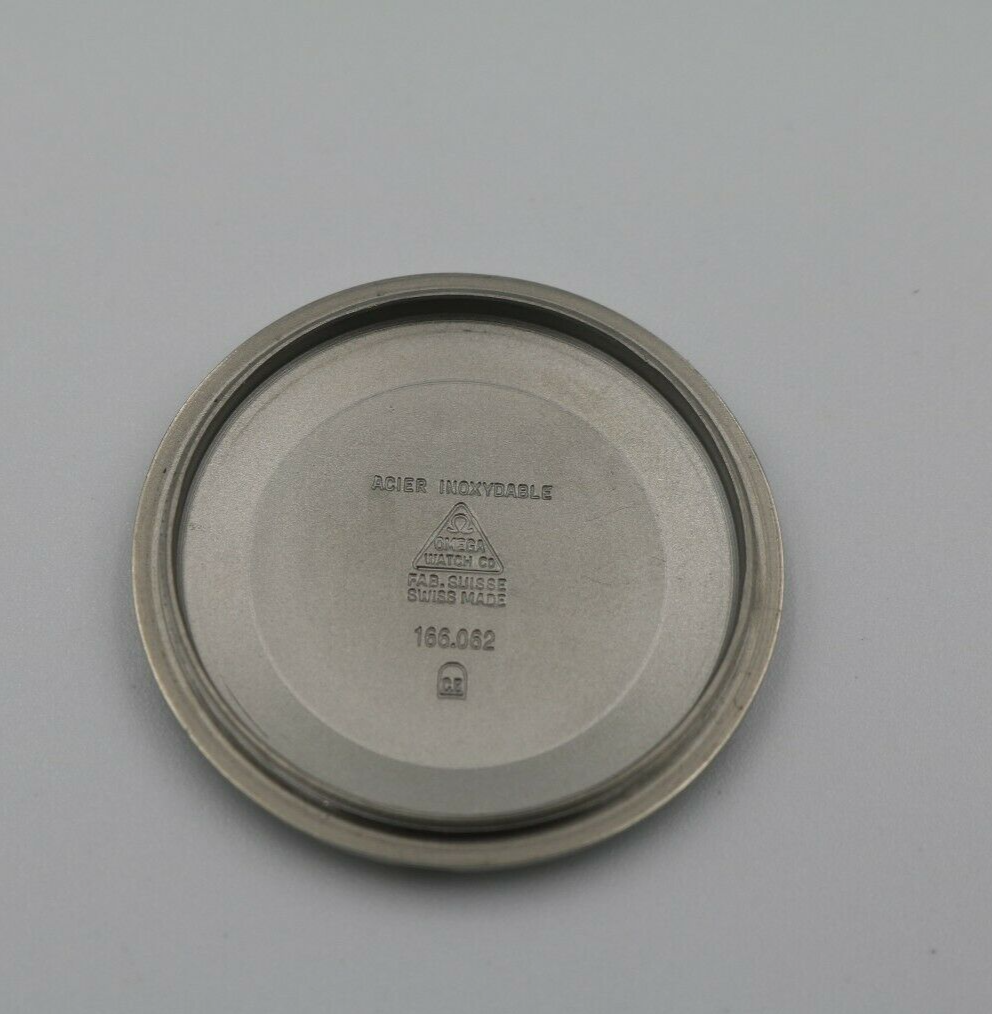 ACIER INOXYDABLE
Ω
OMEGA
WATCH CO
FAB. SUISSE
SWISS MADE
166.062
C.B